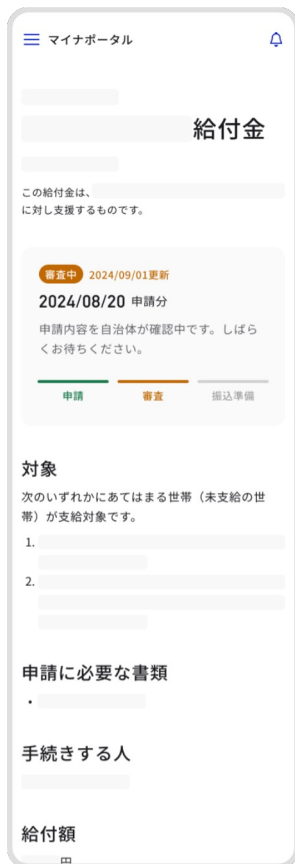 マイナポータル
給付金
この給付金は、
に対し支援するものです。
審査中 2024/09/01更新
2024/08/20 申請分
申請内容を自治体が確認中です。しばら
くお待ちください。
申請 審査 振込準備
対象
次のいずれかにあてはまる世帯（未支給の世
帯）が支給対象です。
1.
2.
申請に必要な書類
・
手続きする人
給付額
円